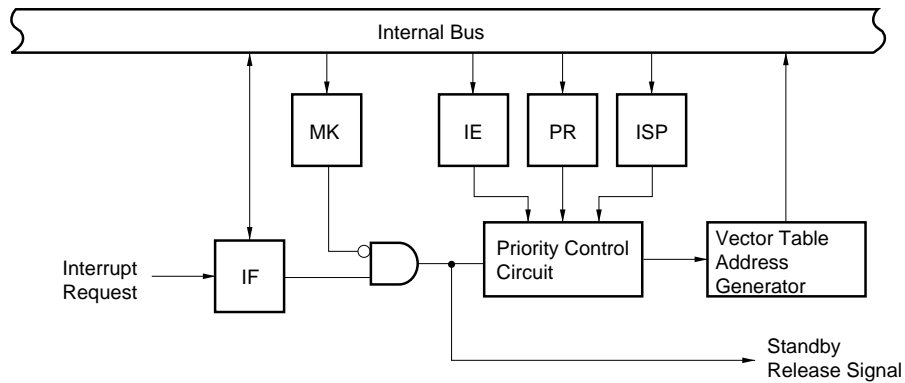 Internal Bus
MK
IE
PR
ISP
Interrupt
Request
IF
Priority Control
Circuit
Vector Table
Address
Generator
Standby
Release Signal